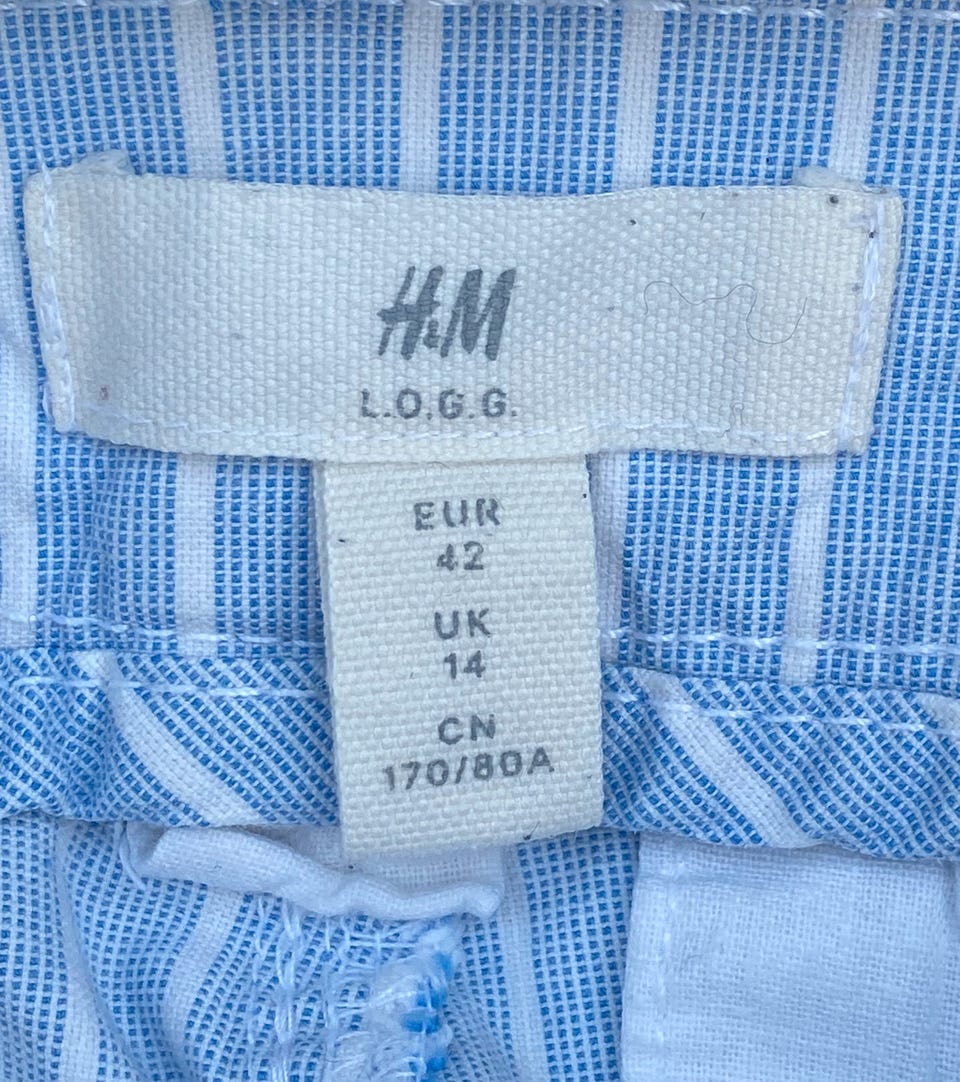 H&M
L.O.G.G.
EUR
42
UK
14
CN
170/80A